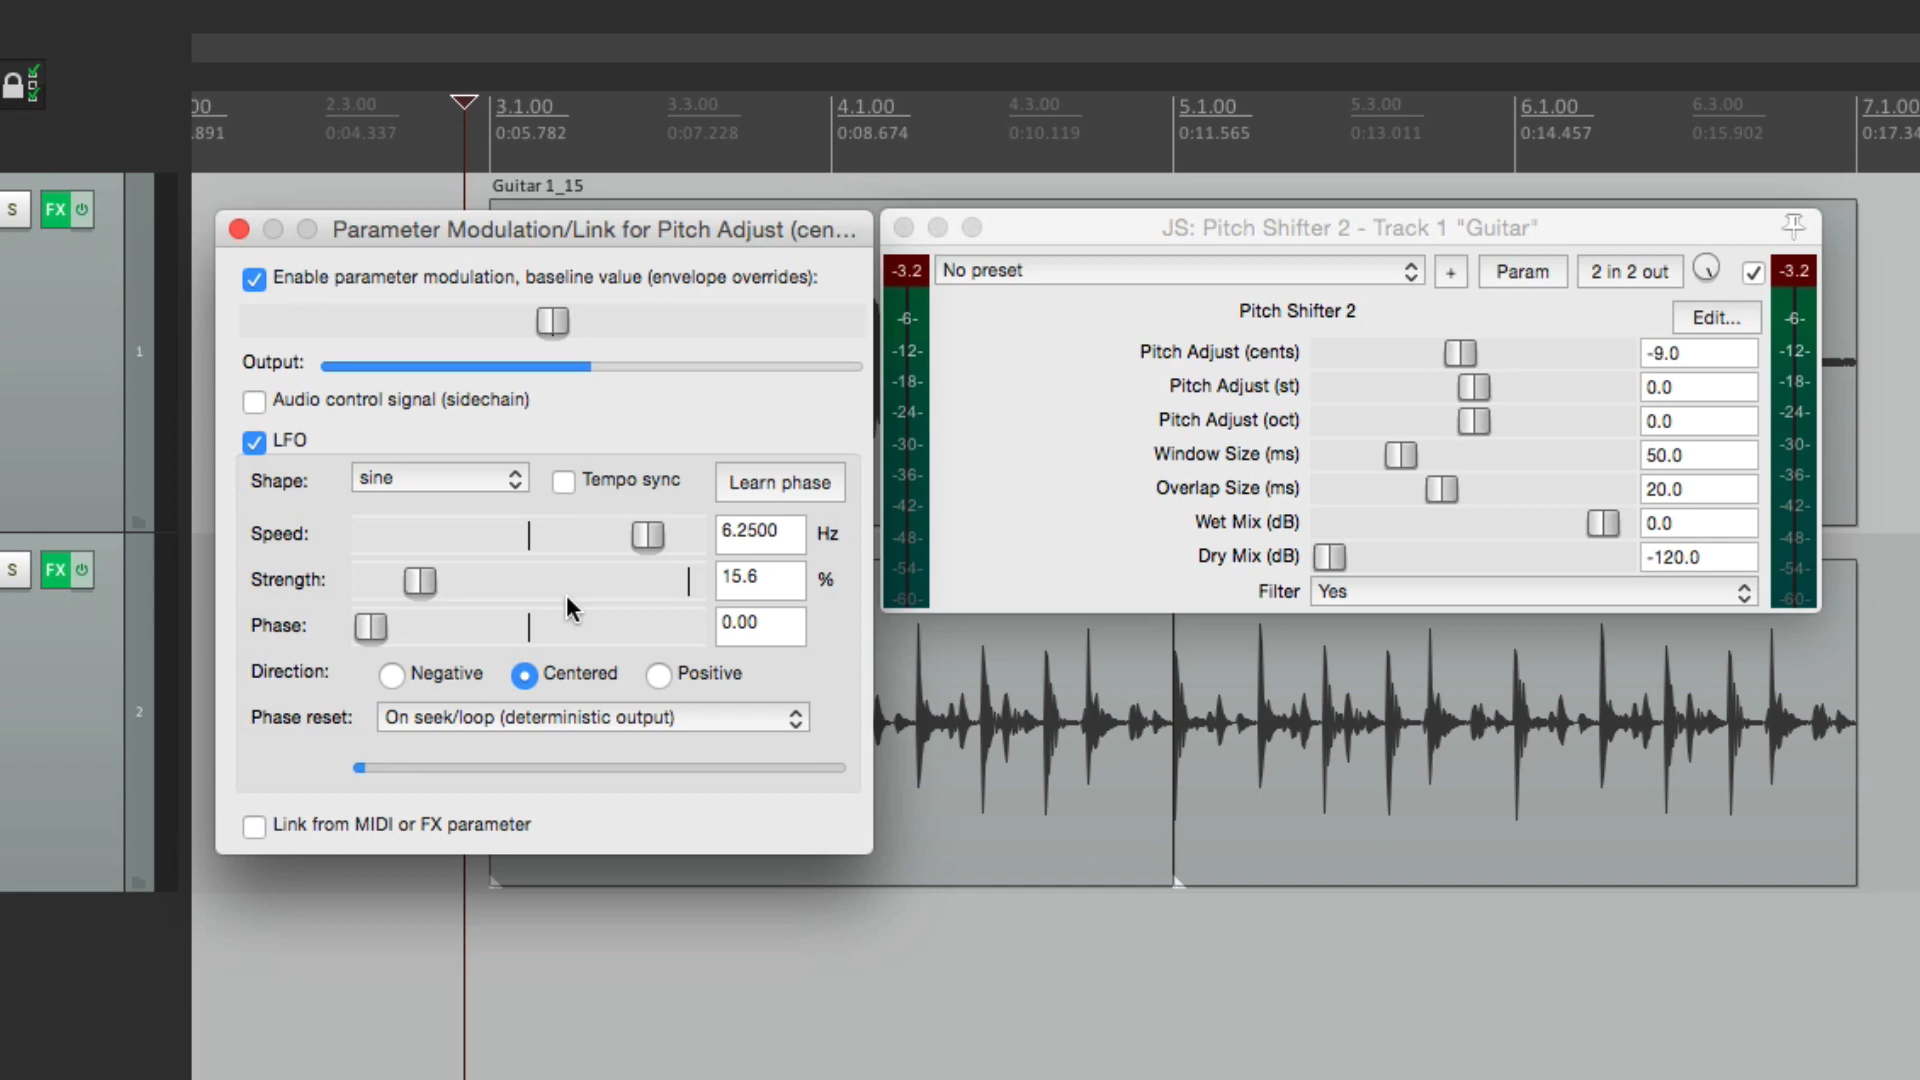 00 2.3.00 3.1.00 3.3.00 4.1.00 4.3.00 5.1.00 5.3.00 6.1.00 6.3.00 7.1.00
.891 0:04.337 0:05.782 0:07.228 0:08.674 0:10.119 0:11.565 0:13.011 0:14.457 0:15.902 0:17.34
Guitar 1_15
S FX
1
S FX
2
Parameter Modulation/Link for Pitch Adjust (cen...
Enable parameter modulation, baseline value (envelope overrides):
Output:
Audio control signal (sidechain)
LFO
Shape: sine Tempo sync Learn phase
Speed: 6.2500 Hz
Strength: 15.6 %
Phase: 0.00
Direction: Negative Centered Positive
Phase reset: On seek/loop (deterministic output)
Link from MIDI or FX parameter
JS: Pitch Shifter 2 - Track 1 "Guitar"
-3.2 No preset + Param 2 in 2 out -3.2
Pitch Shifter 2
Edit...
Pitch Adjust (cents) -9.0
Pitch Adjust (st) 0.0
Pitch Adjust (oct) 0.0
Window Size (ms) 50.0
Overlap Size (ms) 20.0
Wet Mix (dB) 0.0
Dry Mix (dB) -120.0
Filter Yes
-6- -6-
-12- -12-
-18- -18-
-24- -24-
-30- -30-
-36- -36-
-42- -42-
-48- -48-
-54- -54-
-60- -60-